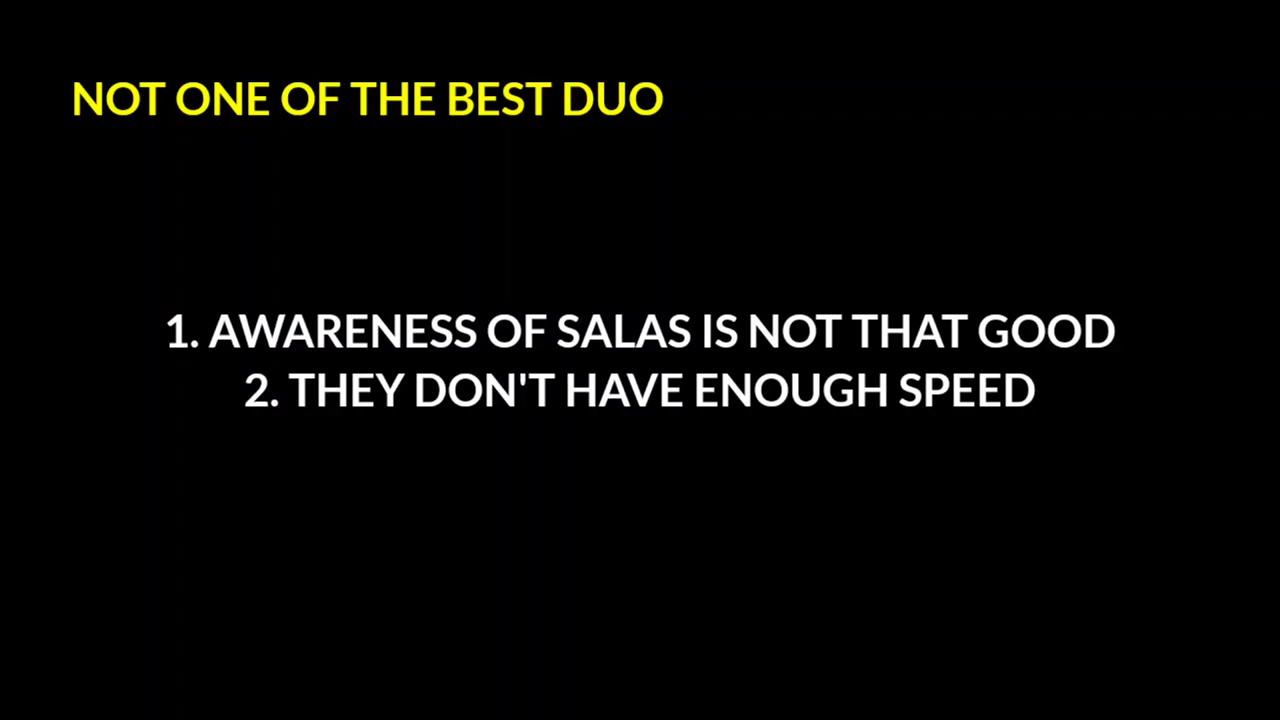 NOT ONE OF THE BEST DUO
1. AWARENESS OF SALAS IS NOT THAT GOOD
2. THEY DON'T HAVE ENOUGH SPEED